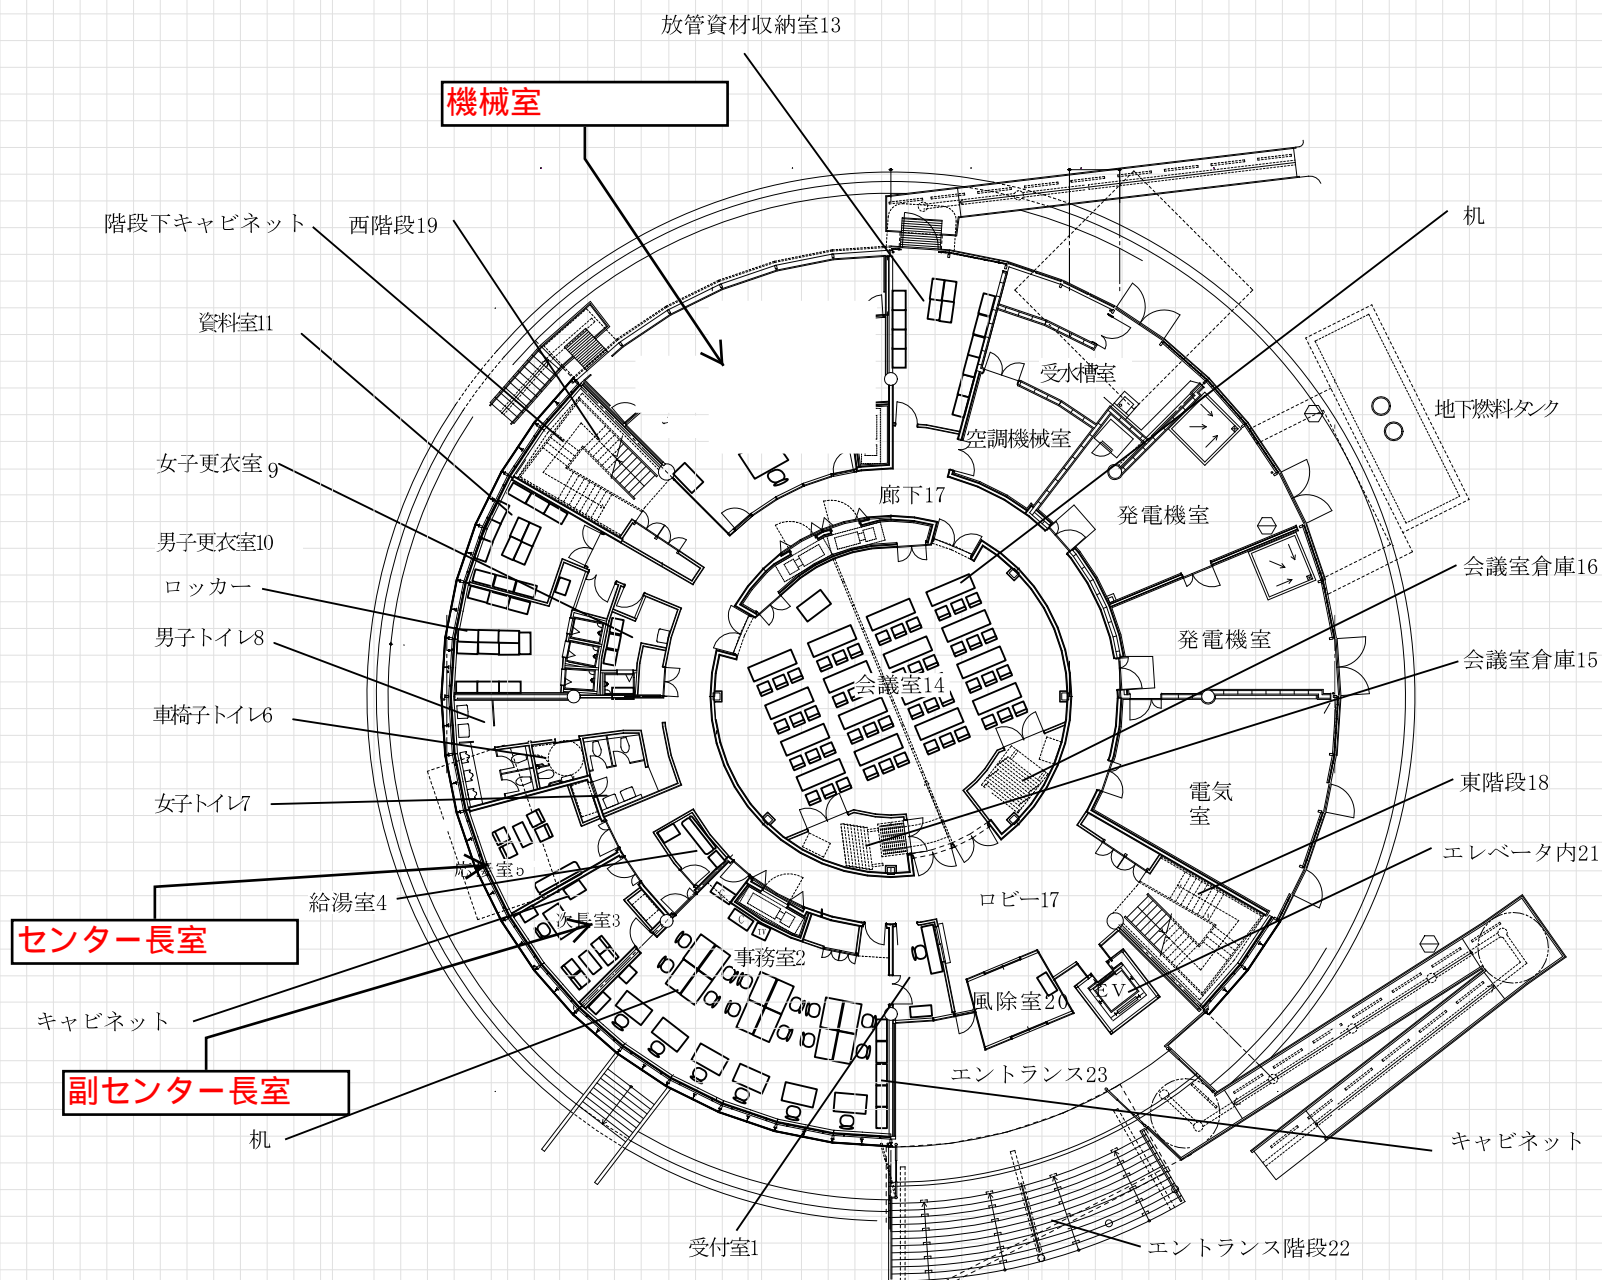 放管資材収納室13
機械室
階段下キャビネット
西階段19
机
資料室11
受水槽室
地下燃料タンク
空調機械室
女子更衣室 9
廊下17
発電機室
男子更衣室10
会議室倉庫16
ロッカー
男子トイレ8
発電機室
会議室倉庫15
会議室14
車椅子トイレ6
東階段18
電気
室
女子トイレ7
エレベータ内21
室5
センター長室
給湯室4
ロビー17
次長室3
事務室2
EV
風除室20
キャビネット
エントランス23
副センター長室
机
キャビネット
受付室1
エントランス階段22